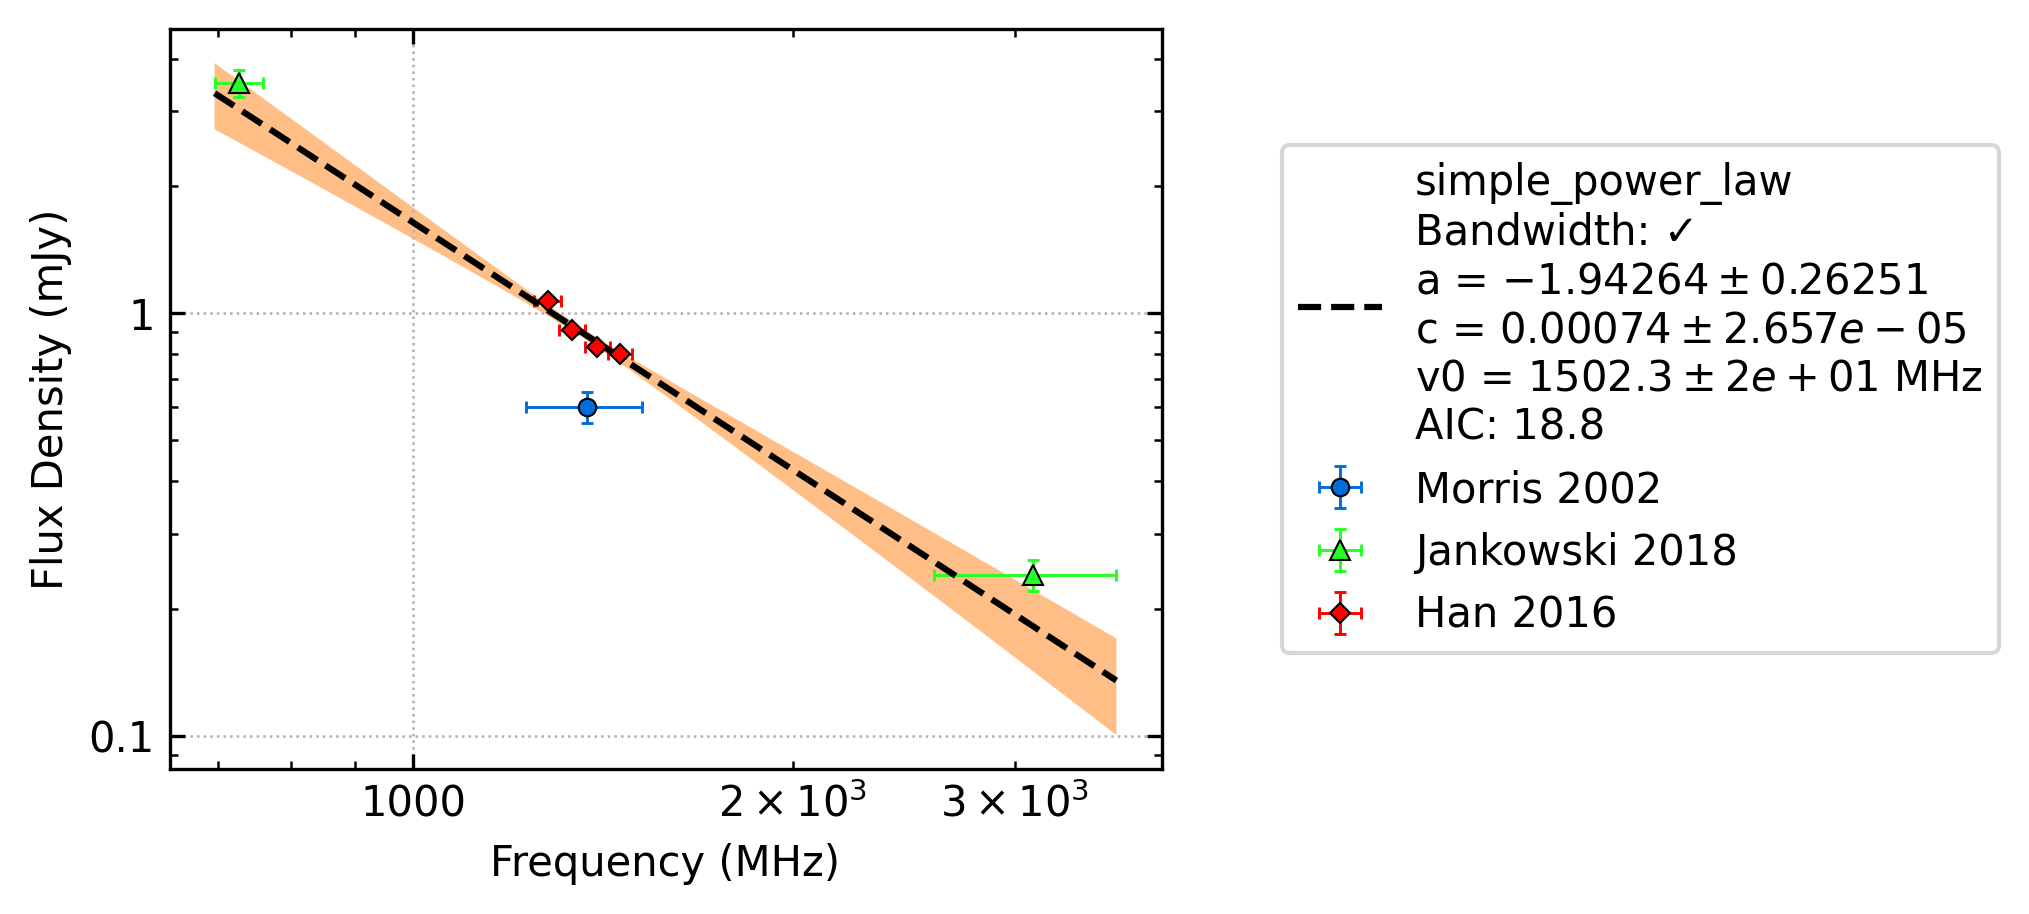 1
0.1
Flux Density (mJy)
1000
2 × 10³
3 × 10³
Frequency (MHz)
simple_power_law
Bandwidth: ✓
a = −1.94264 ± 0.26251
c = 0.00074 ± 2.657e − 05
v0 = 1502.3 ± 2e + 01 MHz
AIC: 18.8
Morris 2002
Jankowski 2018
Han 2016